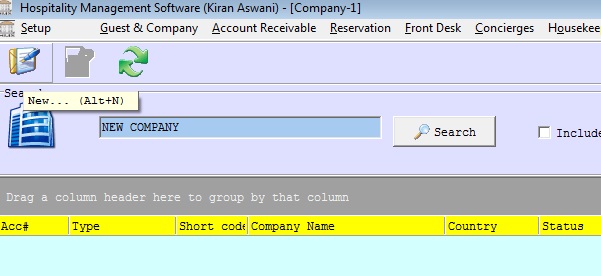 Hospitality Management Software (Kiran Aswani) - [Company-1]
Setup Guest & Company Account Receivable Reservation Front Desk Concierges Housekee
New... (Alt+N)
NEW COMPANY Search Include
Drag a column header here to group by that column
Acc# Type Short code Company Name Country Status